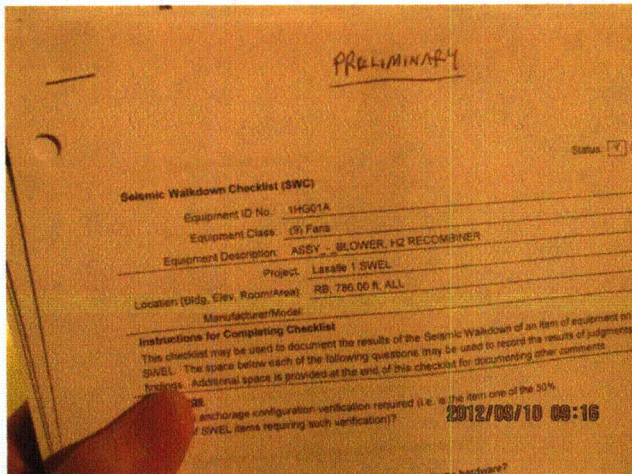 PRELIMINARY
Status: Y
Seismic Walkdown Checklist (SWC)
Equipment ID No.: 1HG01A
Equipment Class: (9) Fans
Equipment Description: ASSY - BLOWER, H2 RECOMBINER
Project: Lasalle 1 SWEL
Location (Bldg, Elev, Room/Area): RB, 786.00 ft, ALL
Manufacturer/Model:
Instructions for Completing Checklist
This checklist may be used to document the results of the Seismic Walkdown of an item of equipment on
SWEL. The space below each of the following questions may be used to record the results of judgments
findings. Additional space is provided at the end of this checklist for documenting other comments
anchorage configuration verification required (i.e. is the item one of the 50%
of SWEL items requiring such verification)?
2012/09/10 09:16
hardware?